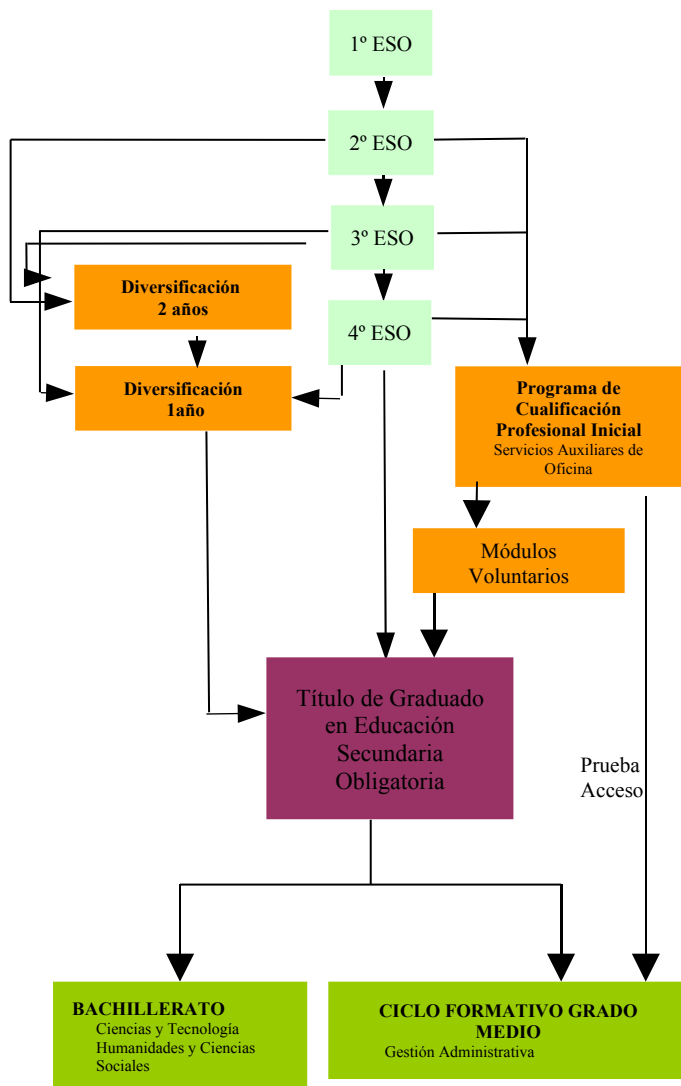 1º ESO
2º ESO
3º ESO
Diversificación
2 años
4º ESO
Diversificación
1año
Programa de
Cualificación
Profesional Inicial
Servicios Auxiliares de
Oficina
Módulos
Voluntarios
Título de Graduado
en Educación
Secundaria
Obligatoria
Prueba
Acceso
BACHILLERATO
Ciencias y Tecnología
Humanidades y Ciencias
Sociales
CICLO FORMATIVO GRADO
MEDIO
Gestión Administrativa